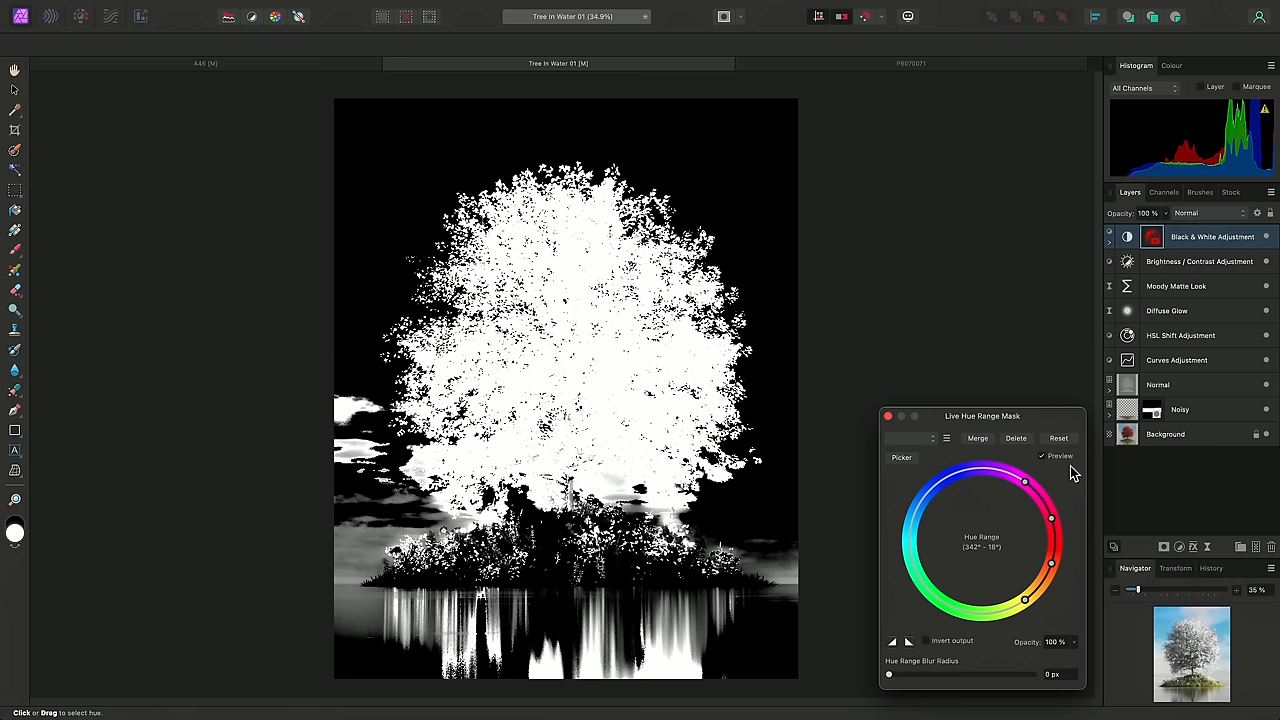 Tree In Water 01 (34.9%)
A46 [M]
Tree In Water 01 [M]
P6070071
Histogram
Colour
All Channels
Layer
Marquee
Layers
Channels
Brushes
Stock
Opacity: 100 %
Normal
Black & White Adjustment
Brightness / Contrast Adjustment
Moody Matte Look
Diffuse Glow
HSL Shift Adjustment
Curves Adjustment
Normal
Noisy
Background
Live Hue Range Mask
Merge
Delete
Reset
Picker
Preview
Hue Range
(342° - 18°)
Invert output
Opacity: 100 %
Hue Range Blur Radius
0 px
Navigator
Transform
History
35 %
Click or Drag to select hue.